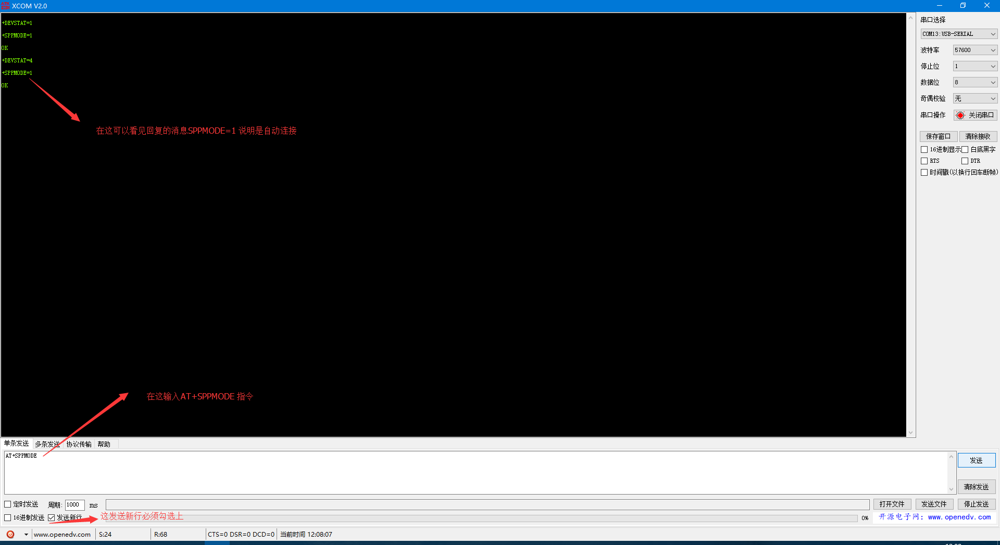 XCOM V2.0
+DEVSTAT=1
+SPPMODE=1
OK
+DEVSTAT=4
+SPPMODE=1
OK
在这可以看见回复的消息SPPMODE=1 说明是自动连接
在这输入AT+SPPMODE 指令
串口选择
COM13:USB-SERIAL
波特率 57600
停止位 1
数据位 8
奇偶校验 无
串口操作 关闭串口
保存窗口 清除接收
16进制显示 白底黑字
RTS DTR
时间戳(以换行回车断帧)
单条发送 多条发送 协议传输 帮助
AT+SPPMODE
发送
清除发送
定时发送 周期: 1000 ms
打开文件 发送文件 停止发送
16进制发送 发送新行 这发送新行必须勾选上
0% 开源电子网: www.openedv.com
www.openedv.com S:24 R:68 CTS=0 DSR=0 DCD=0 当前时间 12:08:07